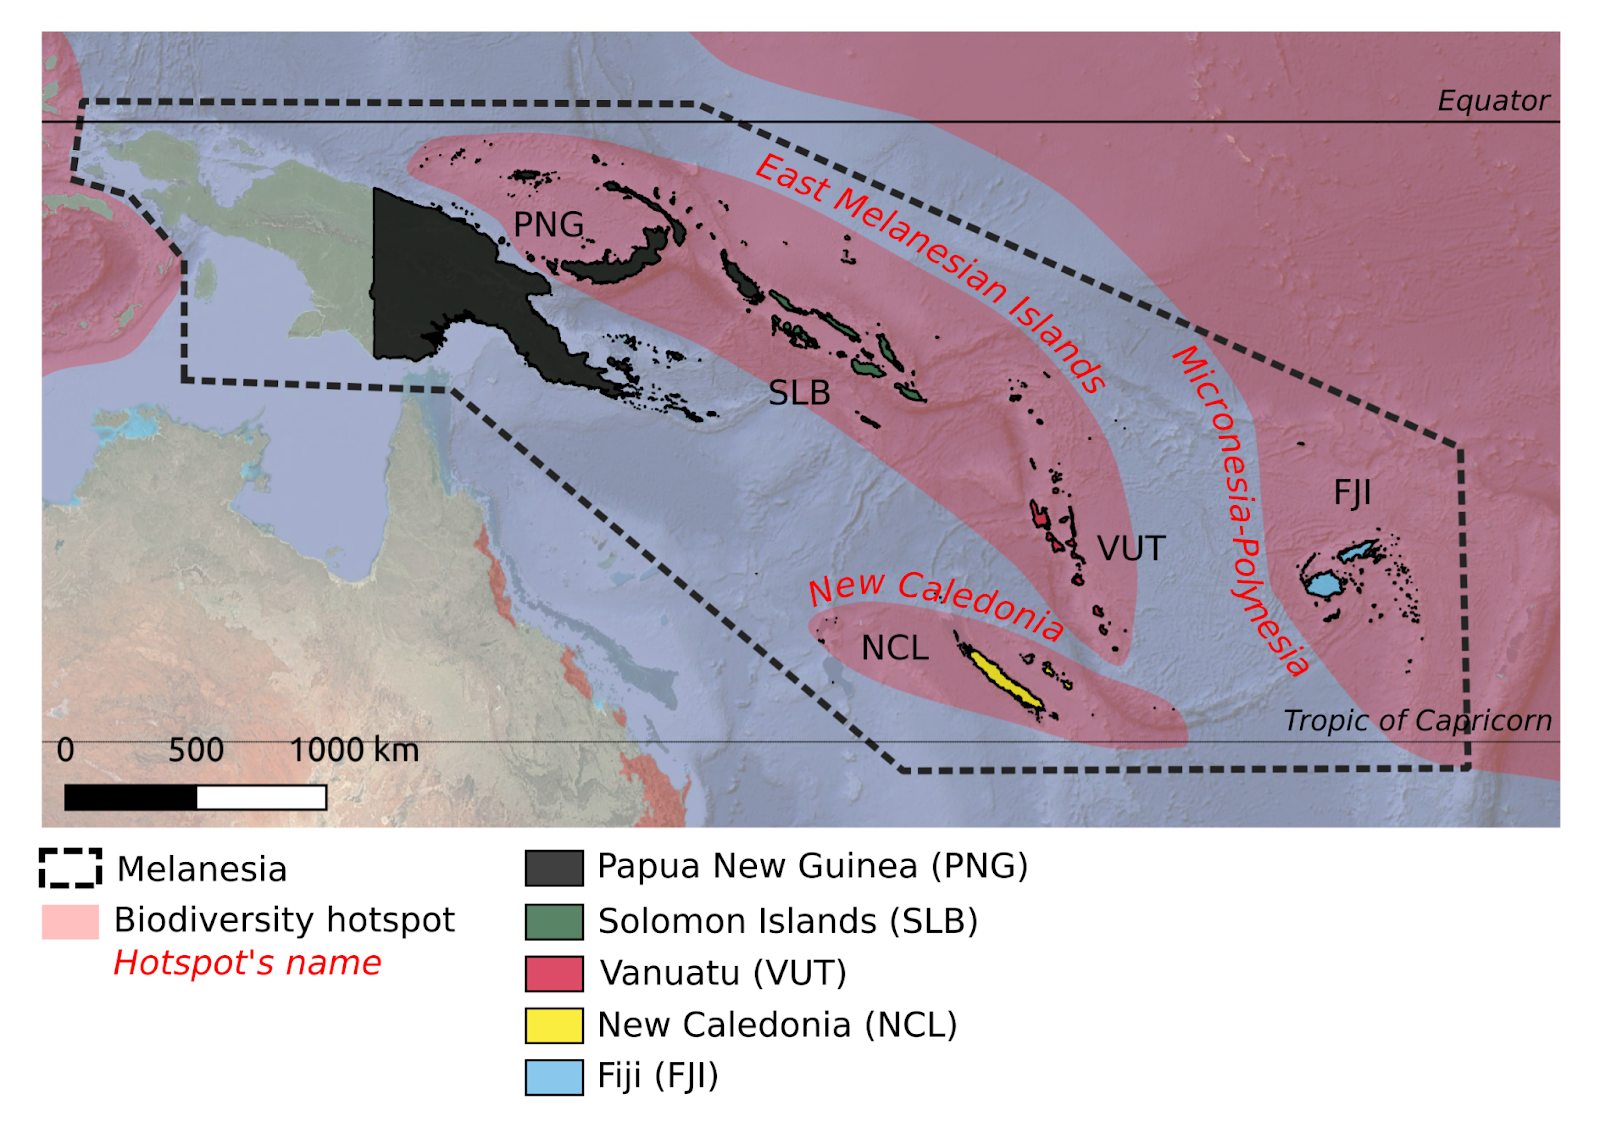 Equator
East Melanesian Islands
PNG
Micronesia-Polynesia
SLB
FJI
VUT
New Caledonia
NCL
Tropic of Capricorn
0 500 1000 km
Melanesia
Biodiversity hotspot
Hotspot's name
Papua New Guinea (PNG)
Solomon Islands (SLB)
Vanuatu (VUT)
New Caledonia (NCL)
Fiji (FJI)